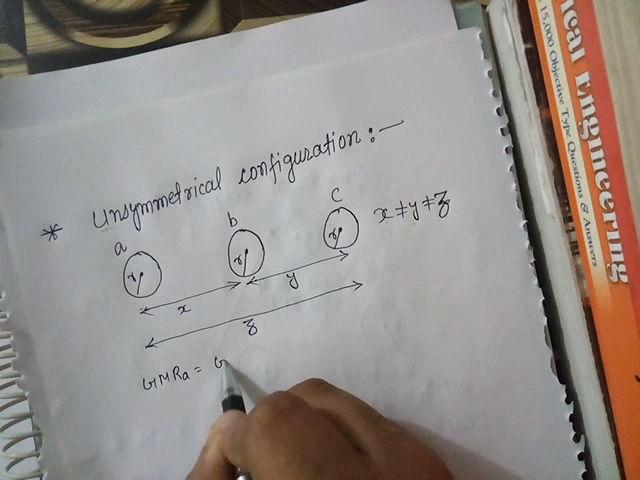 * Unsymmetrical configuration :-
a b c
r r r x ≠ y ≠ z
x y
z
GMRa = G
ical Engineering
15,000 Objective Type Questions & Answers